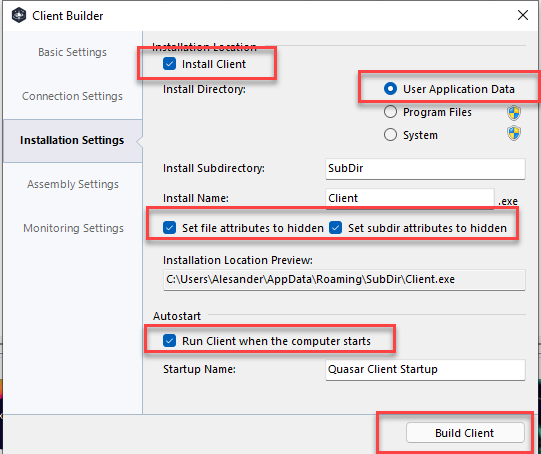 Client Builder
Basic Settings
Connection Settings
Installation Settings
Assembly Settings
Monitoring Settings
Installation Location
Install Client
Install Directory:
User Application Data
Program Files
System
Install Subdirectory: SubDir
Install Name: Client .exe
Set file attributes to hidden Set subdir attributes to hidden
Installation Location Preview:
C:\Users\Alesander\AppData\Roaming\SubDir\Client.exe
Autostart
Run Client when the computer starts
Startup Name: Quasar Client Startup
Build Client